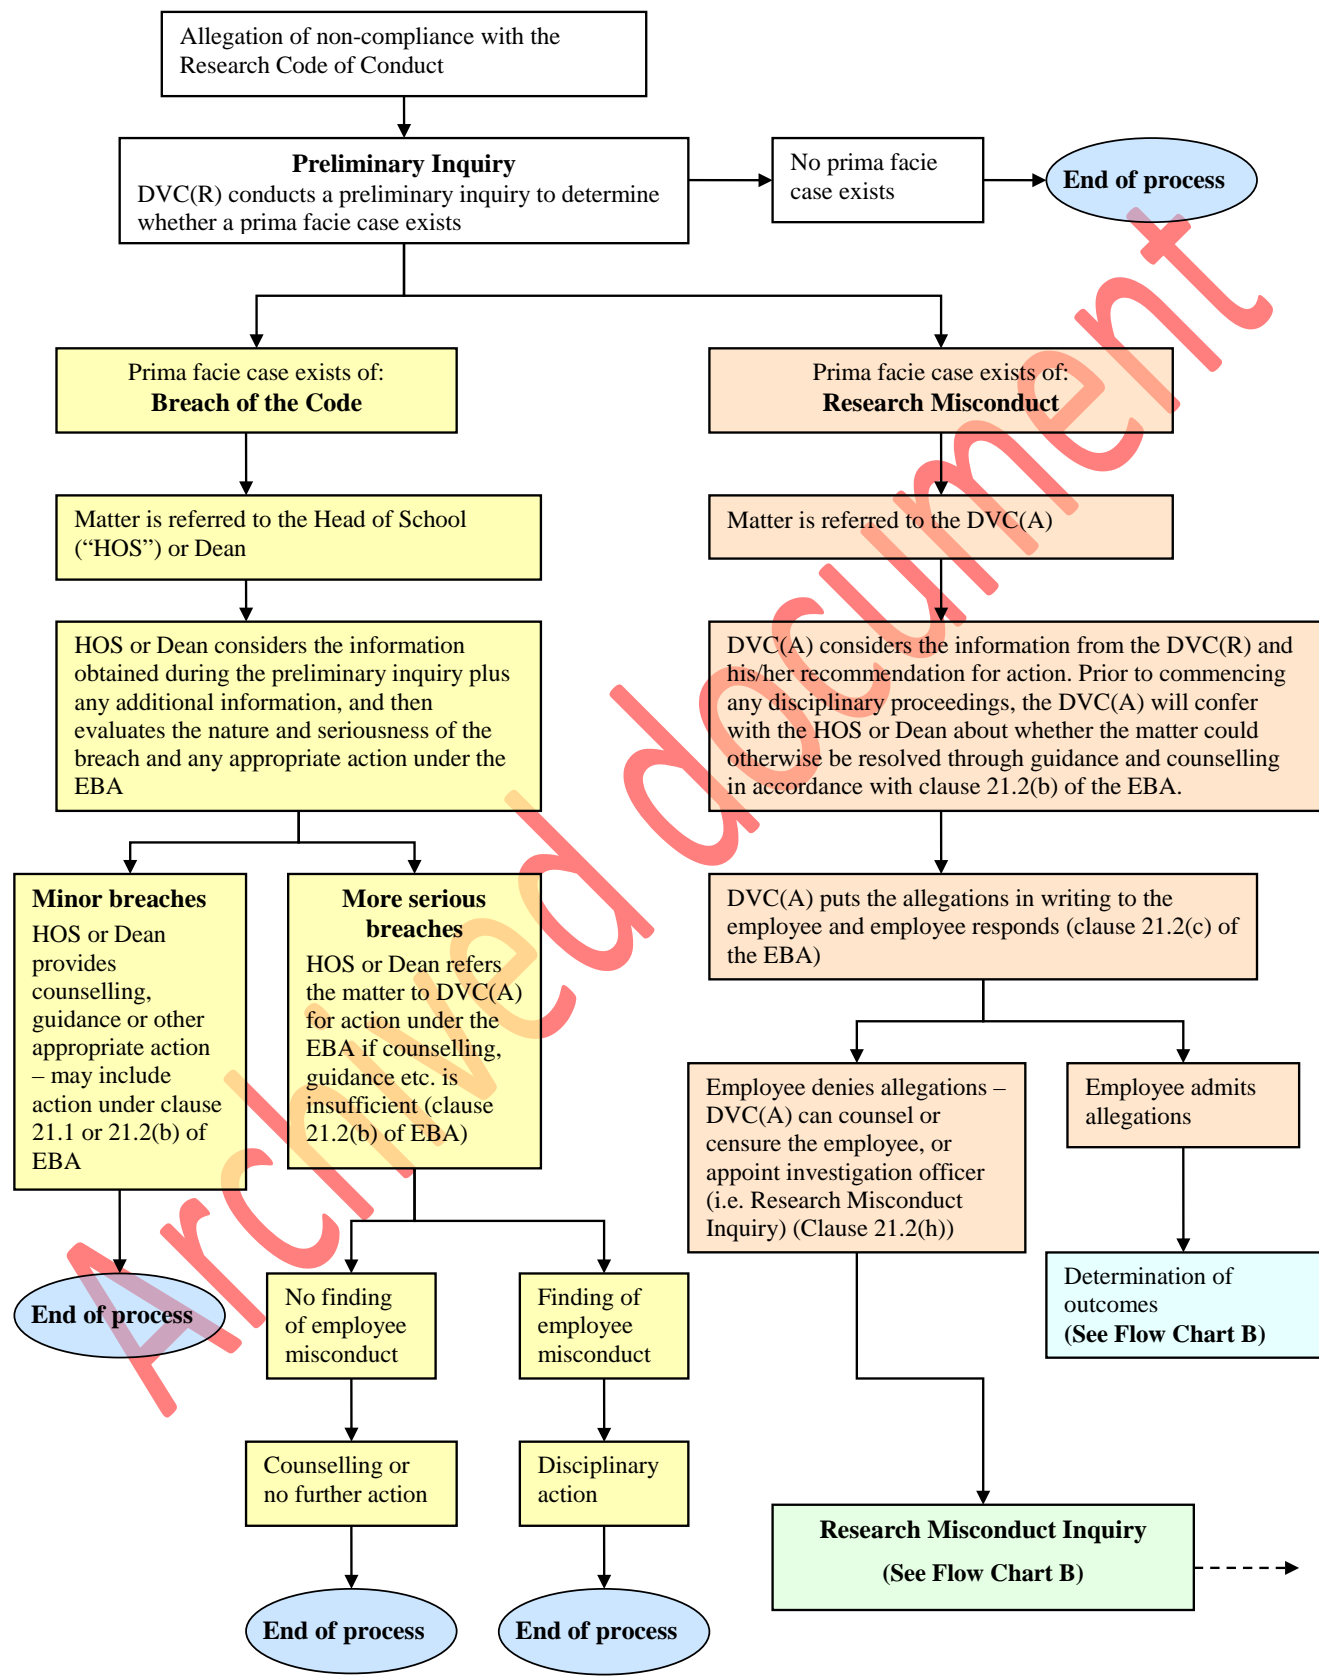 Allegation of non-compliance with the
Research Code of Conduct
Preliminary Inquiry
DVC(R) conducts a preliminary inquiry to determine
whether a prima facie case exists
No prima facie
case exists
End of process
Prima facie case exists of:
Breach of the Code
Prima facie case exists of:
Research Misconduct
Matter is referred to the Head of School
(“HOS”) or Dean
Matter is referred to the DVC(A)
HOS or Dean considers the information
obtained during the preliminary inquiry plus
any additional information, and then
evaluates the nature and seriousness of the
breach and any appropriate action under the
EBA
DVC(A) considers the information from the DVC(R) and
his/her recommendation for action. Prior to commencing
any disciplinary proceedings, the DVC(A) will confer
with the HOS or Dean about whether the matter could
otherwise be resolved through guidance and counselling
in accordance with clause 21.2(b) of the EBA.
Minor breaches
HOS or Dean
provides
counselling,
guidance or other
appropriate action
– may include
action under clause
21.1 or 21.2(b) of
EBA
More serious
breaches
HOS or Dean refers
the matter to DVC(A)
for action under the
EBA if counselling,
guidance etc. is
insufficient (clause
21.2(b) of EBA)
DVC(A) puts the allegations in writing to the
employee and employee responds (clause 21.2(c) of
the EBA)
Employee denies allegations –
DVC(A) can counsel or
censure the employee, or
appoint investigation officer
(i.e. Research Misconduct
Inquiry) (Clause 21.2(h))
Employee admits
allegations
End of process
No finding
of employee
misconduct
Finding of
employee
misconduct
Determination of
outcomes
(See Flow Chart B)
Counselling or
no further action
Disciplinary
action
Research Misconduct Inquiry
(See Flow Chart B)
End of process
End of process
Archived document